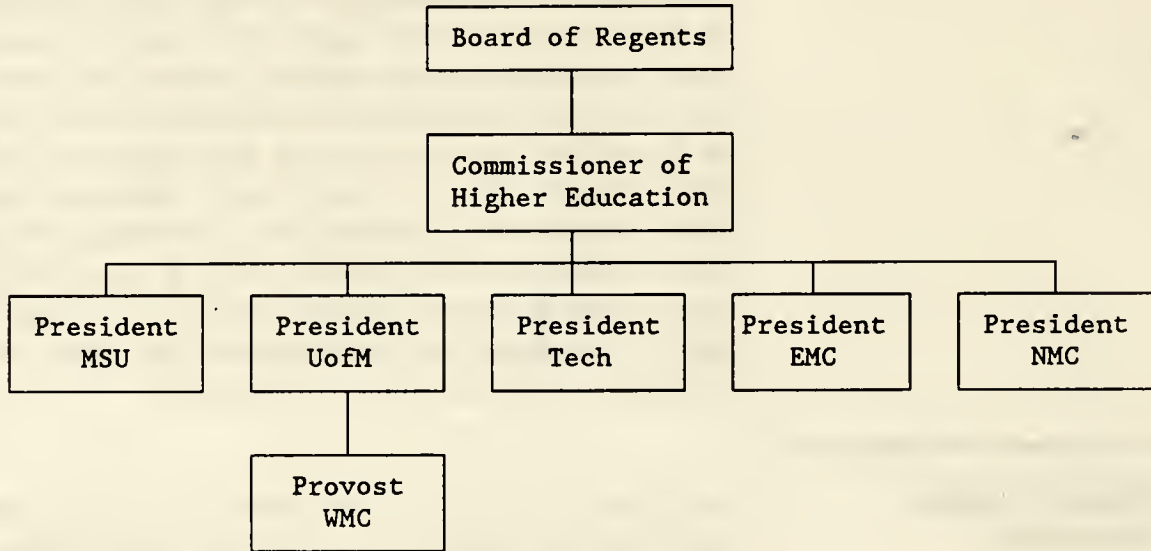 Board of Regents
Commissioner of
Higher Education
President
MSU
President
UofM
President
Tech
President
EMC
President
NMC
Provost
WMC